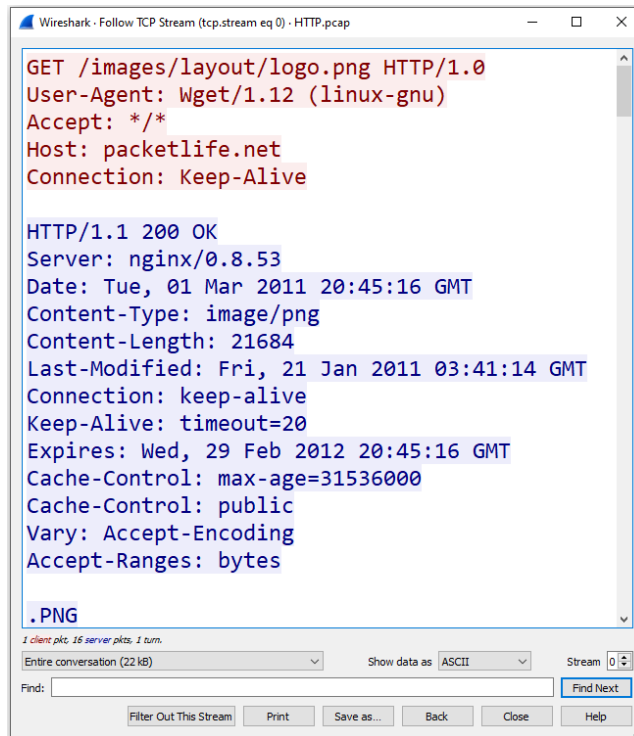 Wireshark · Follow TCP Stream (tcp.stream eq 0) · HTTP.pcap
GET /images/layout/logo.png HTTP/1.0
User-Agent: Wget/1.12 (linux-gnu)
Accept: */*
Host: packetlife.net
Connection: Keep-Alive
HTTP/1.1 200 OK
Server: nginx/0.8.53
Date: Tue, 01 Mar 2011 20:45:16 GMT
Content-Type: image/png
Content-Length: 21684
Last-Modified: Fri, 21 Jan 2011 03:41:14 GMT
Connection: keep-alive
Keep-Alive: timeout=20
Expires: Wed, 29 Feb 2012 20:45:16 GMT
Cache-Control: max-age=31536000
Cache-Control: public
Vary: Accept-Encoding
Accept-Ranges: bytes
.PNG
1 client pkt, 16 server pkts, 1 turn.
Entire conversation (22 kB) Show data as ASCII Stream 0
Find: Find Next
Filter Out This Stream Print Save as... Back Close Help